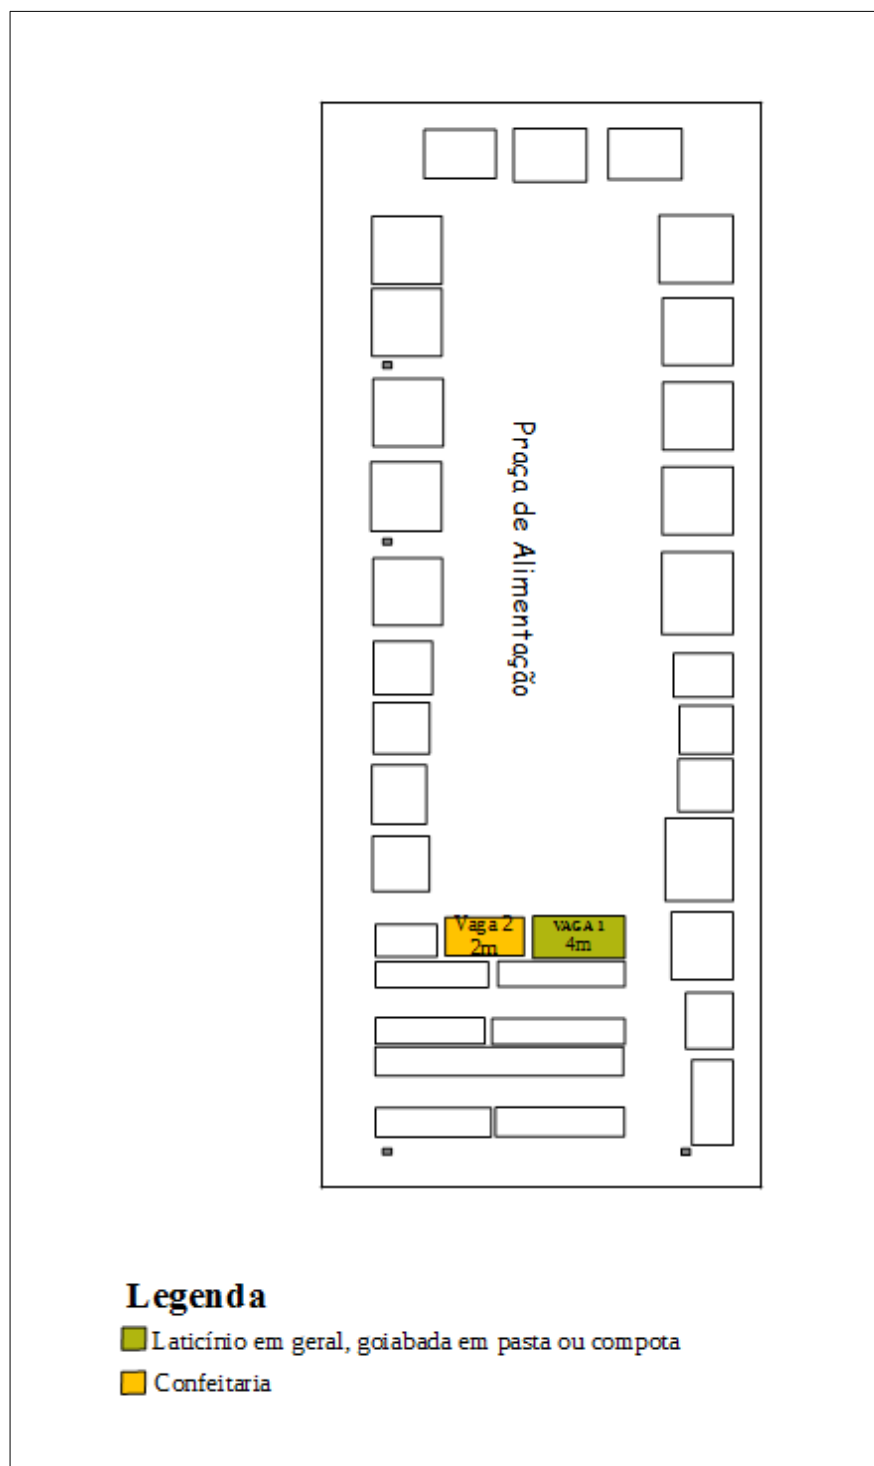 Praça de Alimentação
Vaga 2
2m
VAGA 1
4m
Legenda
Laticínio em geral, goiabada em pasta ou compota
Confeitaria